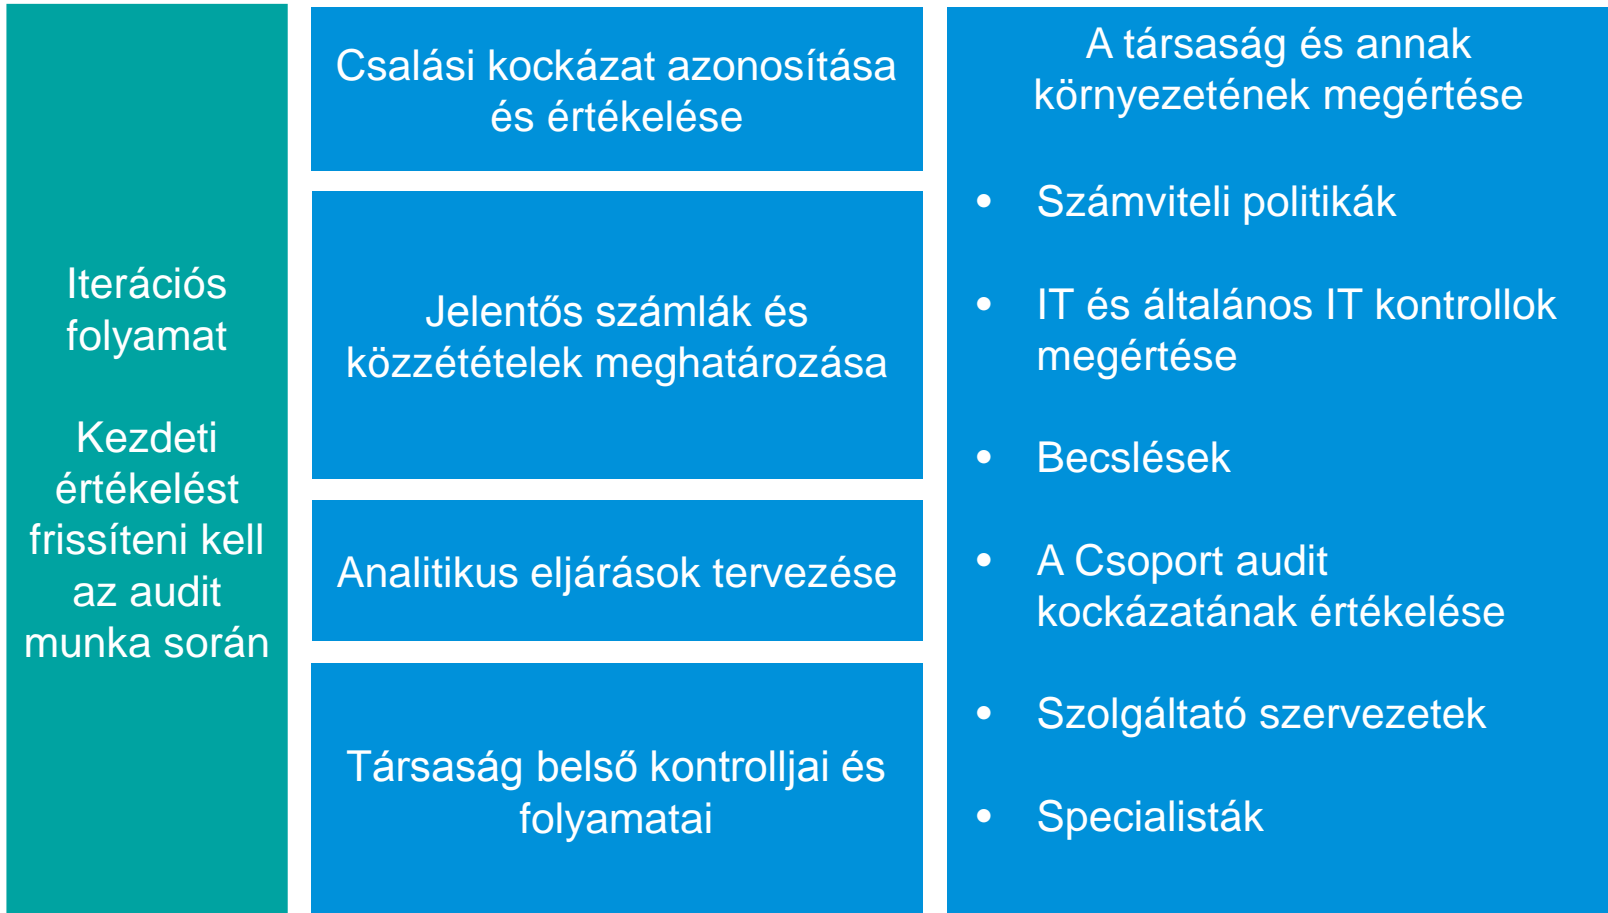 Iterációs
folyamat
Kezdeti
értékelést
frissíteni kell
az audit
munka során
Csalási kockázat azonosítása
és értékelése
Jelentős számlák és
közzétételek meghatározása
Analitikus eljárások tervezése
Társaság belső kontrolljai és
folyamatai
A társaság és annak
környezetének megértése
• Számviteli politikák
• IT és általános IT kontrollok
megértése
• Becslések
• A Csoport audit
kockázatának értékelése
• Szolgáltató szervezetek
• Specialisták